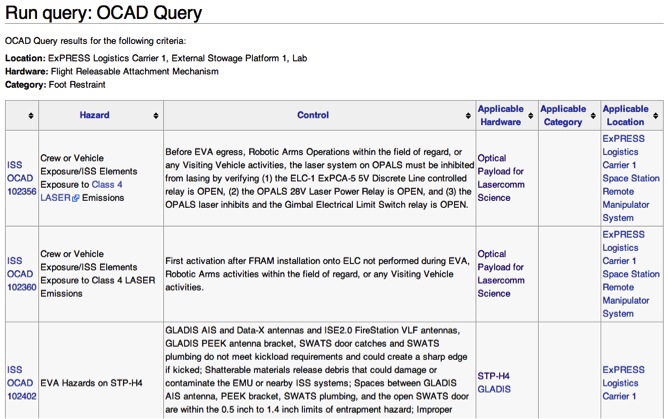 Run query: OCAD Query
OCAD Query results for the following criteria:
Location: ExPRESS Logistics Carrier 1, External Stowage Platform 1, Lab
Hardware: Flight Releasable Attachment Mechanism
Category: Foot Restraint
Hazard
Control
Applicable
Hardware
Applicable
Category
Applicable
Location
ISS
OCAD
102356
Crew or Vehicle
Exposure/ISS Elements
Exposure to Class 4
LASER Emissions
Before EVA egress, Robotic Arms Operations within the field of regard, or
any Visiting Vehicle activities, the laser system on OPALS must be inhibited
from lasing by verifying (1) the ELC-1 ExPCA-5 5V Discrete Line controlled
relay is OPEN, (2) the OPALS 28V Laser Power Relay is OPEN, and (3) the
OPALS laser inhibits and the Gimbal Electrical Limit Switch relay is OPEN.
Optical
Payload for
Lasercomm
Science
ExPRESS
Logistics
Carrier 1
Space Station
Remote
Manipulator
System
ISS
OCAD
102360
Crew or Vehicle
Exposure/ISS Elements
Exposure to Class 4 LASER
Emissions
First activation after FRAM installation onto ELC not performed during EVA,
Robotic Arms activities within the field of regard, or any Visiting Vehicle
activities.
Optical
Payload for
Lasercomm
Science
ExPRESS
Logistics
Carrier 1
Space Station
Remote
Manipulator
System
ISS
OCAD
102402
EVA Hazards on STP-H4
GLADIS AIS and Data-X antennas and ISE2.0 FireStation VLF antennas,
GLADIS PEEK antenna bracket, SWATS door catches and SWATS
plumbing do not meet kickload requirements and could create a sharp edge
if kicked; Shatterable materials release debris that could damage or
contaminate the EMU or nearby ISS systems; Spaces between GLADIS
AIS antenna, PEEK bracket, SWATS plumbing, and the open SWATS door
are within the 0.5 inch to 1.4 inch limits of entrapment hazard; Improper
STP-H4
GLADIS
ExPRESS
Logistics
Carrier 1